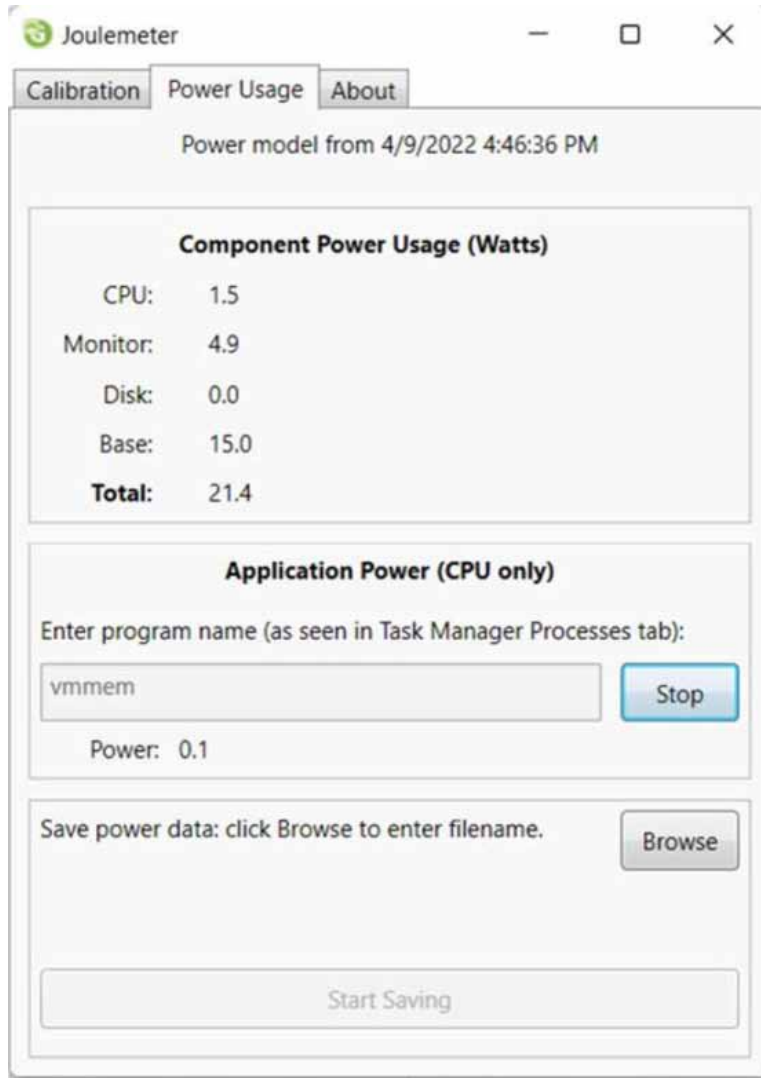 Joulemeter
Calibration Power Usage About
Power model from 4/9/2022 4:46:36 PM
Component Power Usage (Watts)
CPU: 1.5
Monitor: 4.9
Disk: 0.0
Base: 15.0
Total: 21.4
Application Power (CPU only)
Enter program name (as seen in Task Manager Processes tab):
vmmem Stop
Power: 0.1
Save power data: click Browse to enter filename. Browse
Start Saving